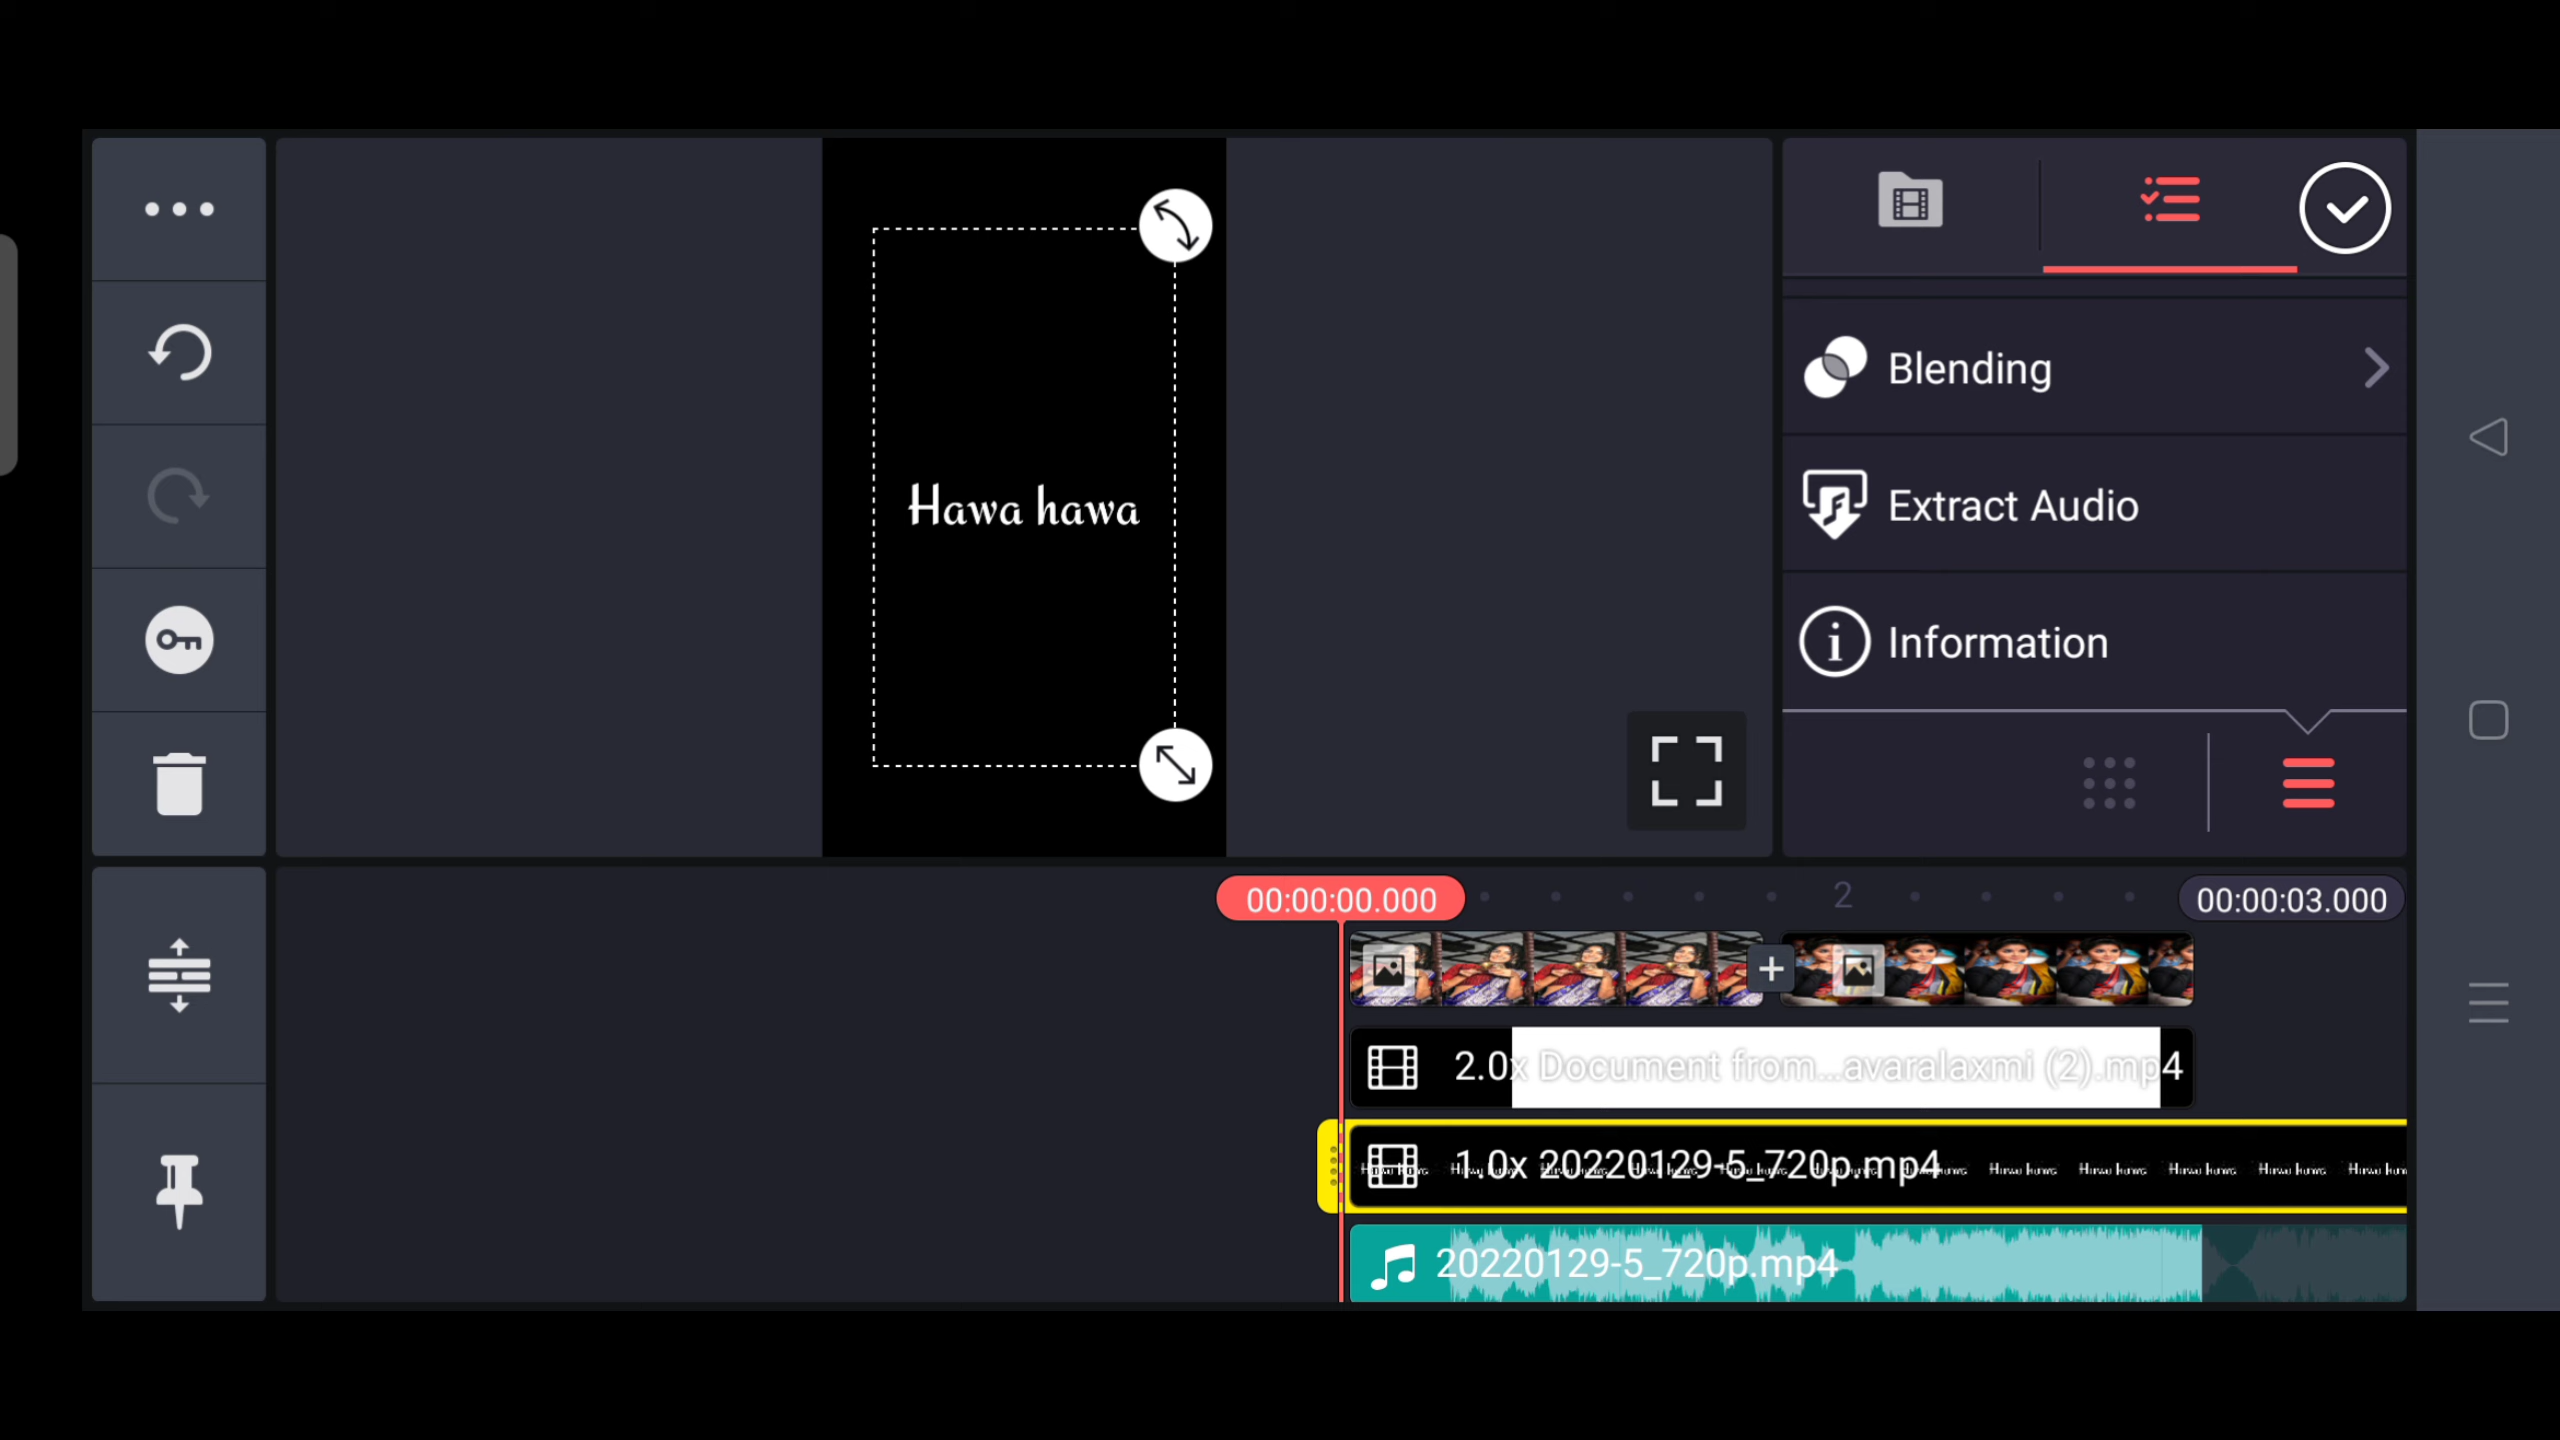 Hawa hawa
Blending
Extract Audio
Information
00:00:00.000
2
00:00:03.000
2.0x Document from...avaralaxmi (2).mp4
1.0x 20220129-5_720p.mp4
20220129-5_720p.mp4